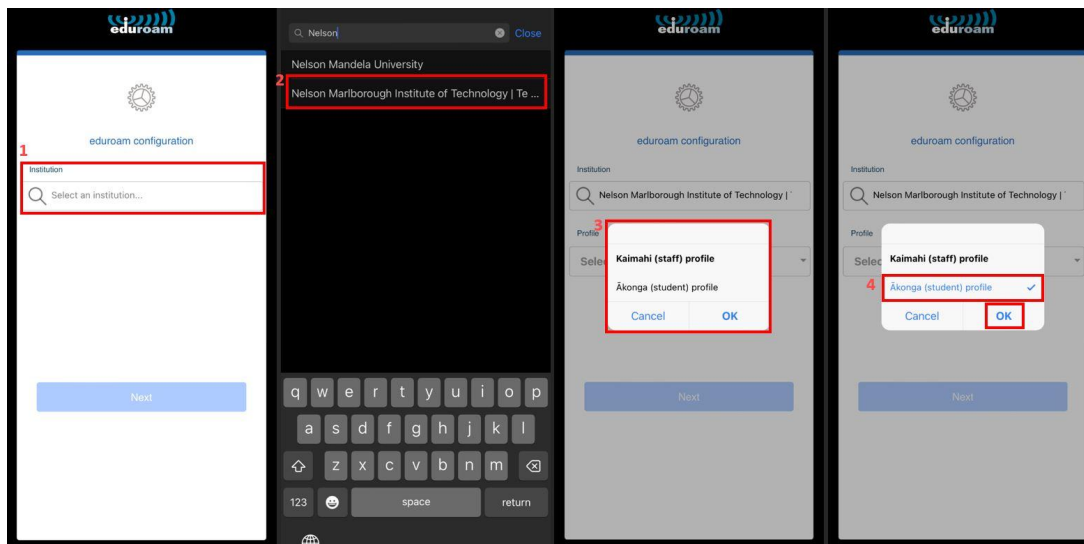 eduroam
eduroam configuration
1
Institution
Select an institution...
Next
Nelson
Close
Nelson Mandela University
2
Nelson Marlborough Institute of Technology | Te ...
q w e r t y u i o p
a s d f g h j k l
z x c v b n m
123
space
return
eduroam
eduroam configuration
Institution
Nelson Marlborough Institute of Technology |
Profile
3
Sele
Kaimahi (staff) profile
Ākonga (student) profile
Cancel
OK
Next
eduroam
eduroam configuration
Institution
Nelson Marlborough Institute of Technology |
Profile
Selec
Kaimahi (staff) profile
4
Ākonga (student) profile
Cancel
OK
Next